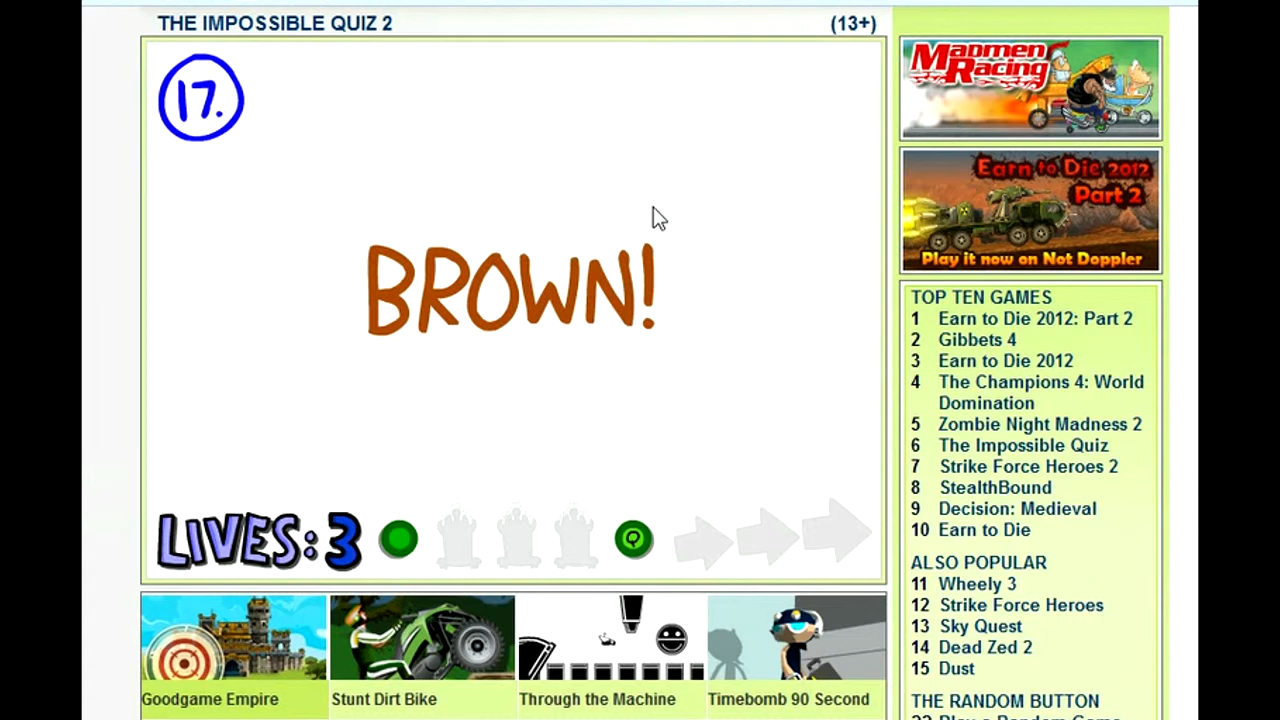 THE IMPOSSIBLE QUIZ 2
(13+)
17.
BROWN!
LIVES: 3
MADMEN
RACING
Earn to Die 2012
Part 2
Play it now on Not Doppler
TOP TEN GAMES
1 Earn to Die 2012: Part 2
2 Gibbets 4
3 Earn to Die 2012
4 The Champions 4: World
Domination
5 Zombie Night Madness 2
6 The Impossible Quiz
7 Strike Force Heroes 2
8 StealthBound
9 Decision: Medieval
10 Earn to Die
ALSO POPULAR
11 Wheely 3
12 Strike Force Heroes
13 Sky Quest
14 Dead Zed 2
15 Dust
THE RANDOM BUTTON
Play a Random Game
Goodgame Empire
Stunt Dirt Bike
Through the Machine
Timebomb 90 Second